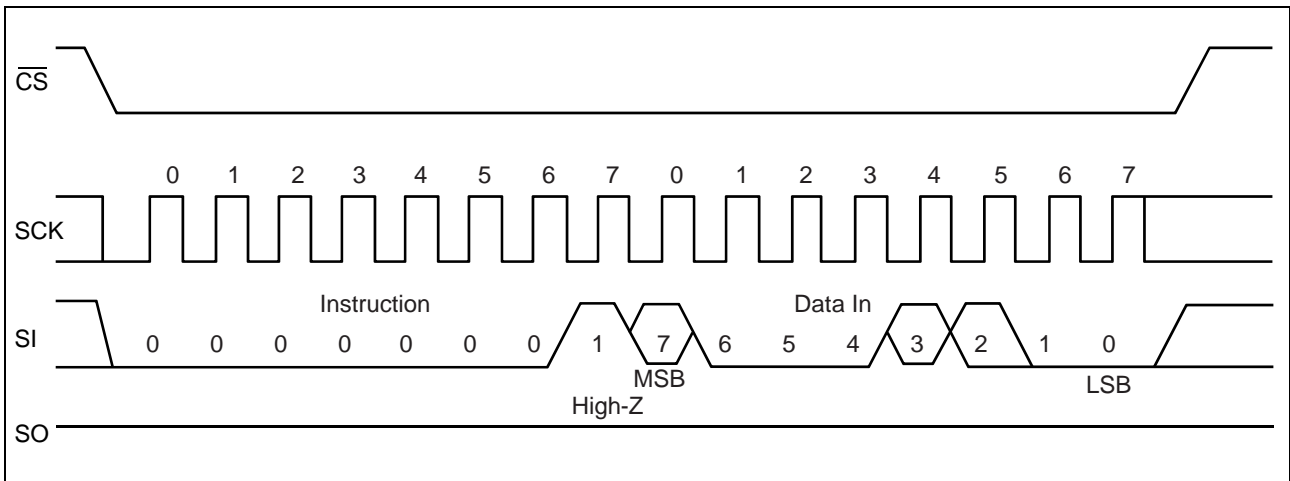 CS
0 1 2 3 4 5 6 7 0 1 2 3 4 5 6 7
SCK
Instruction Data In
SI 0 0 0 0 0 0 0 1 7 6 5 4 3 2 1 0
MSB LSB
High-Z
SO